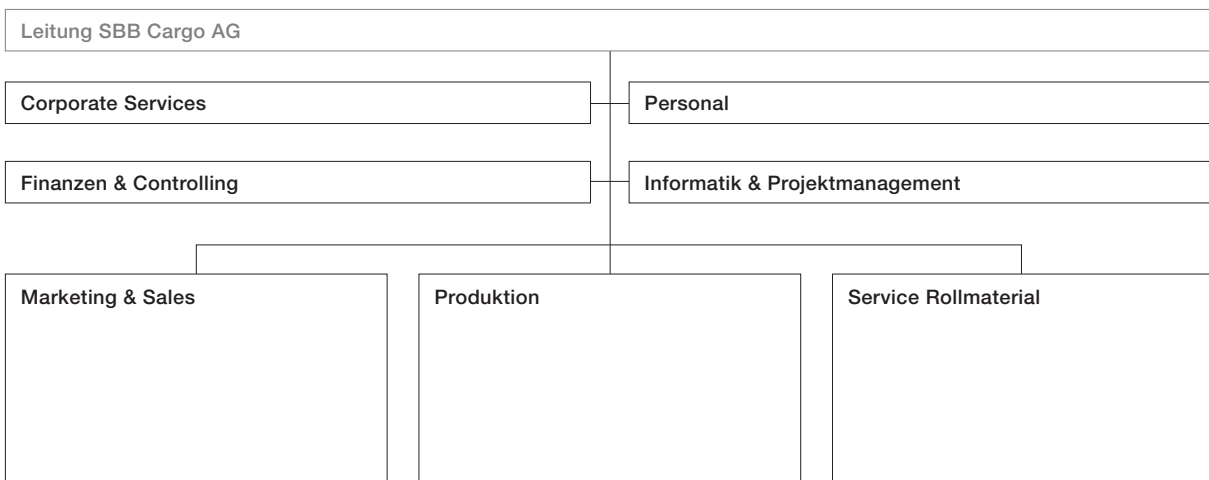 Leitung SBB Cargo AG
Corporate Services
Personal
Finanzen & Controlling
Informatik & Projektmanagement
Marketing & Sales
Produktion
Service Rollmaterial